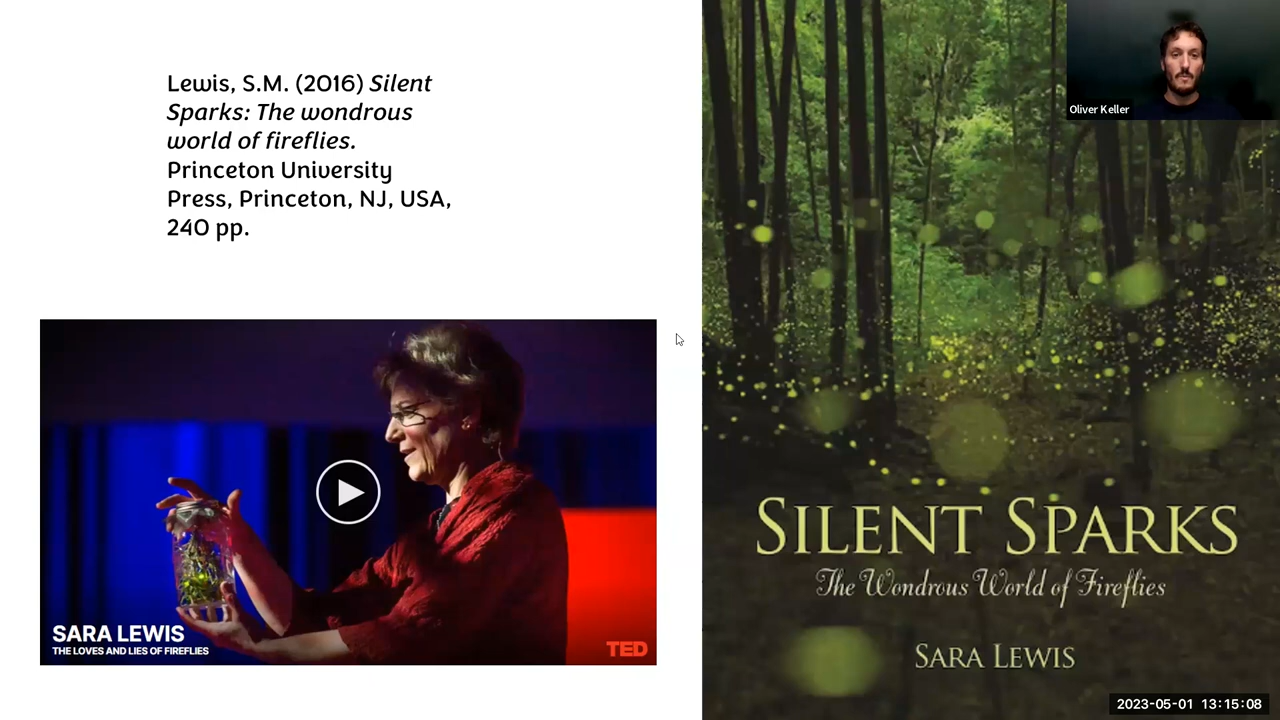 Lewis, S.M. (2016) Silent
Sparks: The wondrous
world of fireflies.
Princeton University
Press, Princeton, NJ, USA,
240 pp.
SARA LEWIS
THE LOVES AND LIES OF FIREFLIES
TED
Oliver Keller
SILENT SPARKS
The Wondrous World of Fireflies
SARA LEWIS
2023-05-01 13:15:08